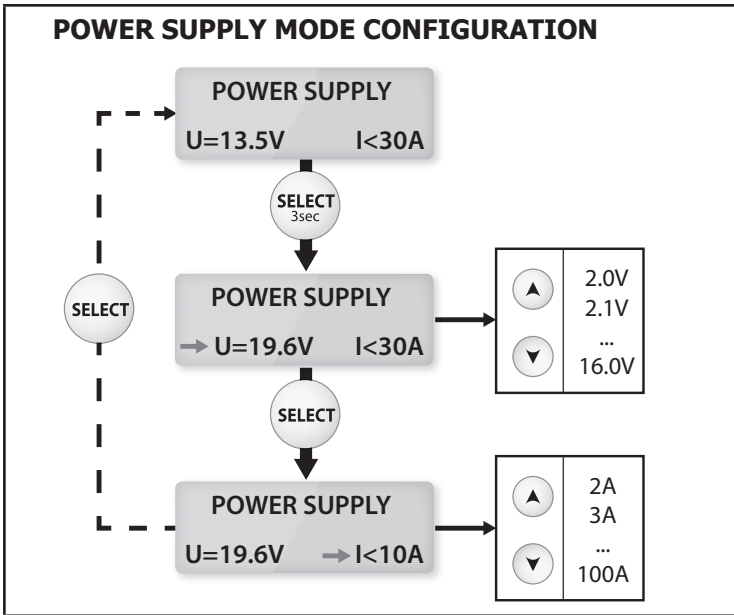 POWER SUPPLY MODE CONFIGURATION
POWER SUPPLY
U=13.5V I<30A
SELECT
3sec
POWER SUPPLY
U=19.6V I<30A
2.0V
2.1V
...
16.0V
SELECT
SELECT
POWER SUPPLY
U=19.6V I<10A
2A
3A
...
100A